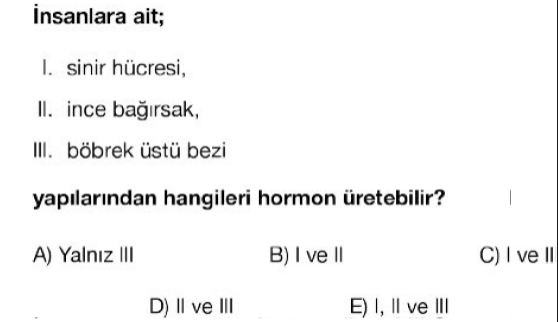 İnsanlara ait;
I. sinir hücresi,
II. ince bağırsak,
III. böbrek üstü bezi
yapılarından hangileri hormon üretebilir?
A) Yalnız III B) I ve II C) I ve II
D) II ve III E) I, II ve III